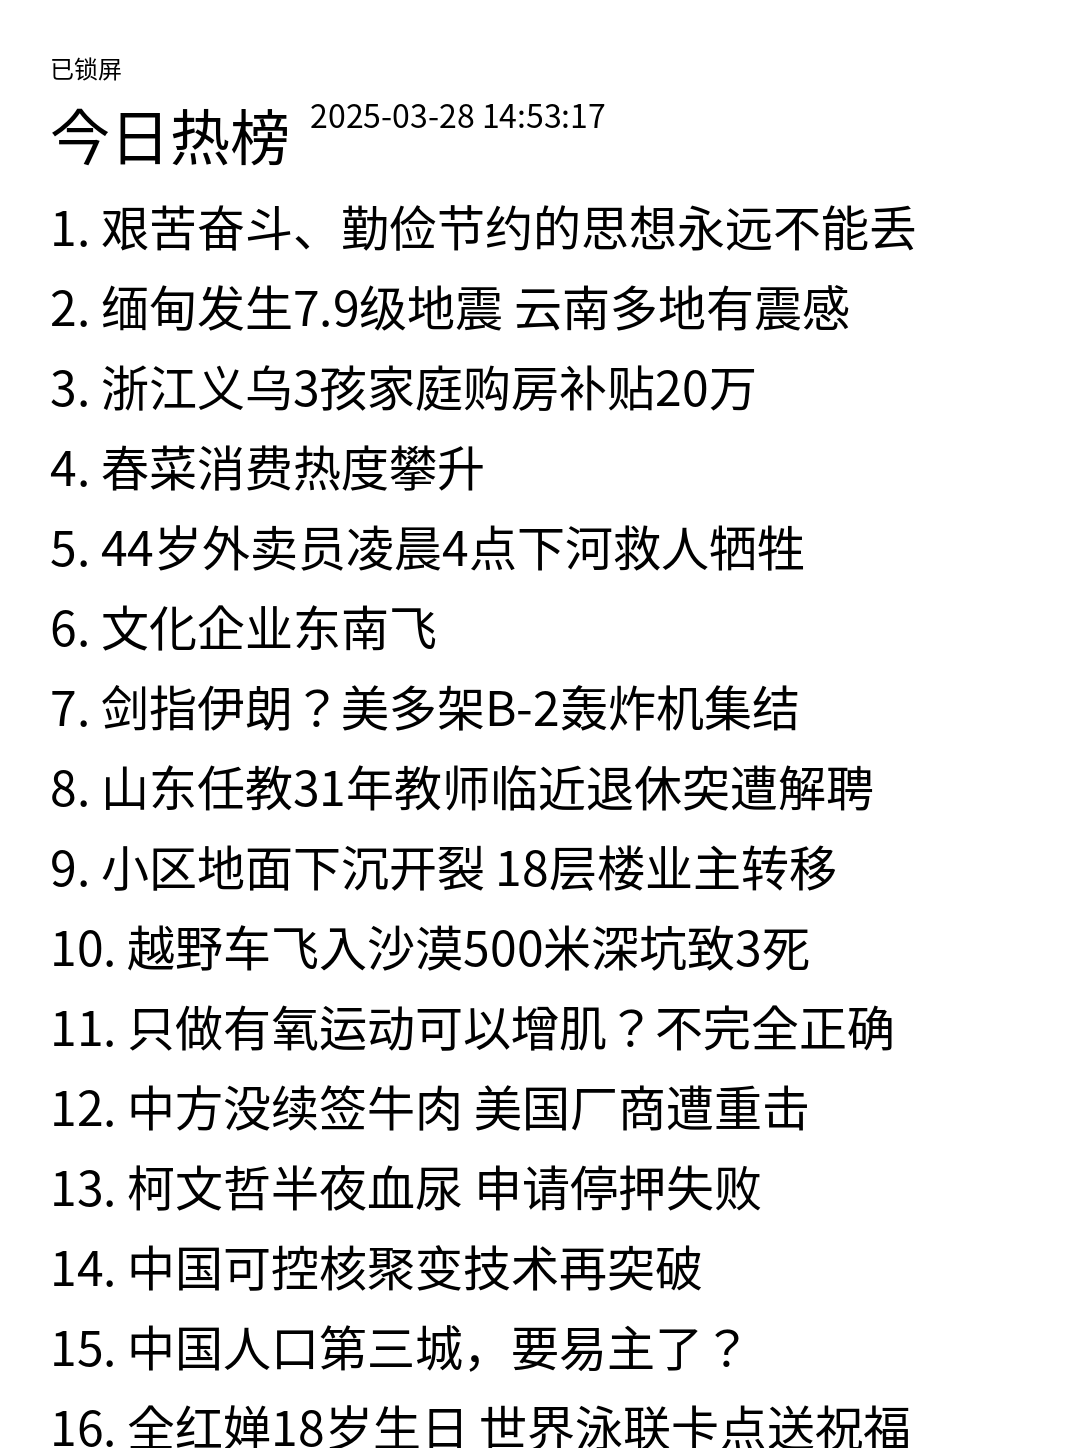 已锁屏
今日热榜 2025-03-28 14:53:17
1. 艰苦奋斗、勤俭节约的思想永远不能丢
2. 缅甸发生7.9级地震 云南多地有震感
3. 浙江义乌3孩家庭购房补贴20万
4. 春菜消费热度攀升
5. 44岁外卖员凌晨4点下河救人牺牲
6. 文化企业东南飞
7. 剑指伊朗？美多架B-2轰炸机集结
8. 山东任教31年教师临近退休突遭解聘
9. 小区地面下沉开裂 18层楼业主转移
10. 越野车飞入沙漠500米深坑致3死
11. 只做有氧运动可以增肌？不完全正确
12. 中方没续签牛肉 美国厂商遭重击
13. 柯文哲半夜血尿 申请停押失败
14. 中国可控核聚变技术再突破
15. 中国人口第三城，要易主了？
16. 全红婵18岁生日 世界泳联卡点送祝福